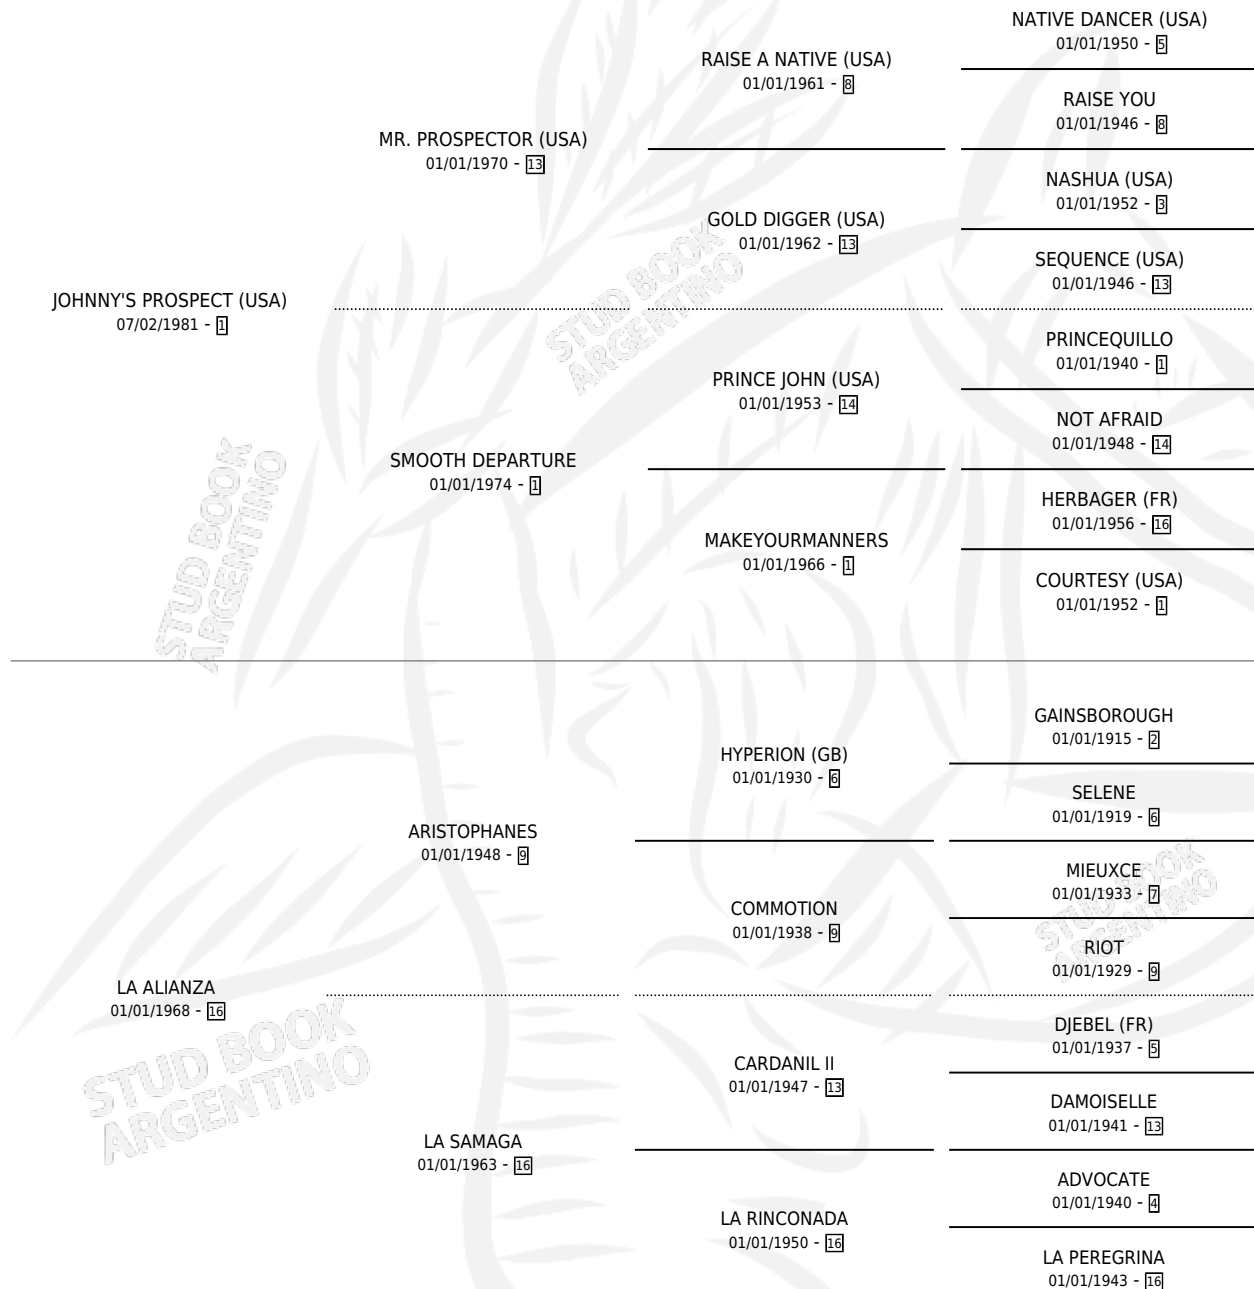 NATIVE DANCER (USA)
01/01/1950 - 5
RAISE A NATIVE (USA)
01/01/1961 - 8
RAISE YOU
01/01/1946 - 8
MR. PROSPECTOR (USA)
01/01/1970 - 13
NASHUA (USA)
01/01/1952 - 3
GOLD DIGGER (USA)
01/01/1962 - 13
SEQUENCE (USA)
01/01/1946 - 13
JOHNNY'S PROSPECT (USA)
07/02/1981 - 1
PRINCEQUILLO
01/01/1940 - 1
PRINCE JOHN (USA)
01/01/1953 - 14
NOT AFRAID
01/01/1948 - 14
SMOOTH DEPARTURE
01/01/1974 - 1
HERBAGER (FR)
01/01/1956 - 16
MAKEYOURMANNERS
01/01/1966 - 1
COURTESY (USA)
01/01/1952 - 1
GAINSBOROUGH
01/01/1915 - 2
HYPERION (GB)
01/01/1930 - 6
SELENE
01/01/1919 - 6
ARISTOPHANES
01/01/1948 - 9
MIEUXCE
01/01/1933 - 7
COMMOTION
01/01/1938 - 9
RIOT
01/01/1929 - 9
LA ALIANZA
01/01/1968 - 16
DJEBEL (FR)
01/01/1937 - 5
CARDANIL II
01/01/1947 - 13
DAMOISELLE
01/01/1941 - 13
LA SAMAGA
01/01/1963 - 16
ADVOCATE
01/01/1940 - 4
LA RINCONADA
01/01/1950 - 16
LA PEREGRINA
01/01/1943 - 16
STUD BOOK
ARGENTINO
STUD BOOK
ARGENTINO
STUD BOOK
ARGENTINO
STUD BOOK
ARGENTINO